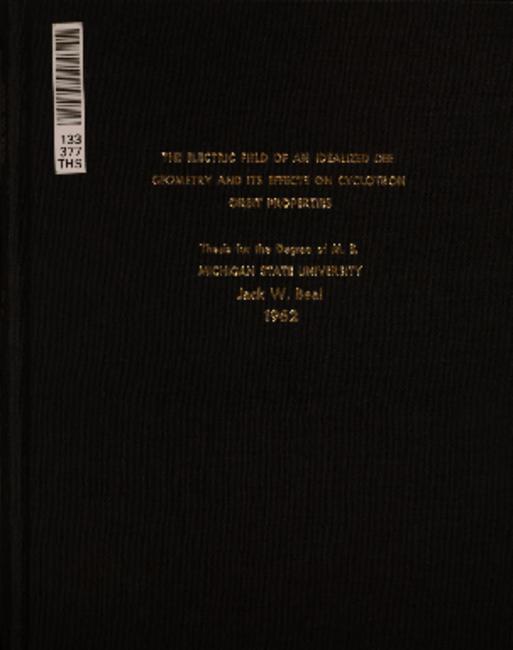 133
377
THS
THE ELECTRIC FIELD OF AN IDEALIZED DEE
GEOMETRY AND ITS EFFECTS ON CYCLOTRON
ORBIT PROPERTIES
Thesis for the Degree of M. S.
MICHIGAN STATE UNIVERSITY
Jack W. Beal
1962